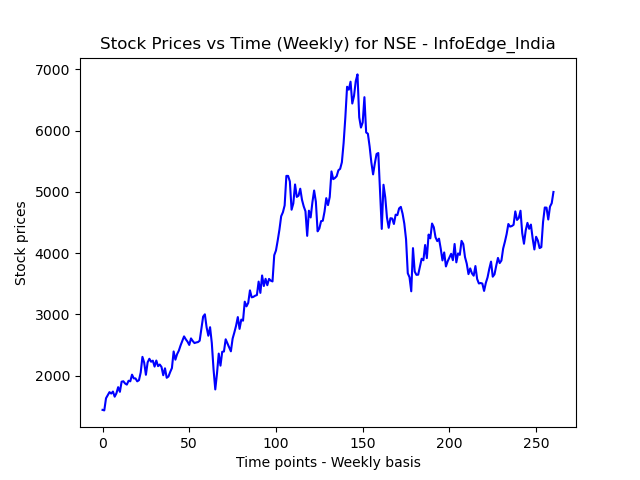 Stock Prices vs Time (Weekly) for NSE - InfoEdge_India
7000
6000
5000
4000
3000
2000
Stock prices
0 50 100 150 200 250
Time points - Weekly basis